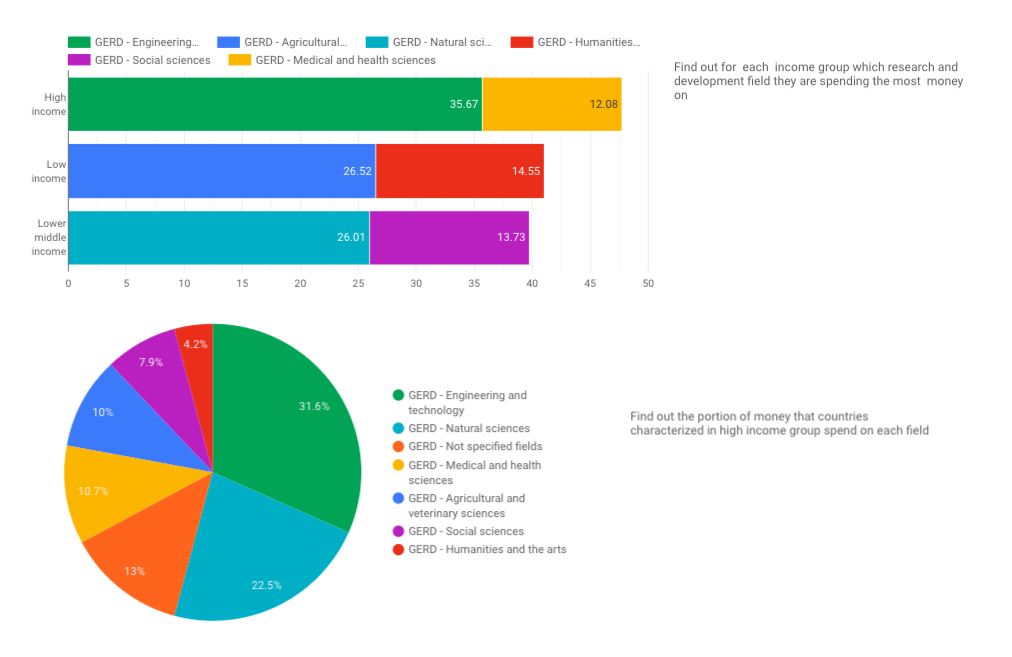 GERD - Engineering… GERD - Agricultural… GERD - Natural sci… GERD - Humanities…
GERD - Social sciences GERD - Medical and health sciences
Find out for each income group which research and
development field they are spending the most money
on
High
income
35.67 12.08
Low
income
26.52 14.55
Lower
middle
income
26.01 13.73
0 5 10 15 20 25 30 35 40 45 50
4.2%
7.9%
31.6%
10%
10.7%
13%
22.5%
GERD - Engineering and
technology
GERD - Natural sciences
GERD - Not specified fields
GERD - Medical and health
sciences
GERD - Agricultural and
veterinary sciences
GERD - Social sciences
GERD - Humanities and the arts
Find out the portion of money that countries
characterized in high income group spend on each field